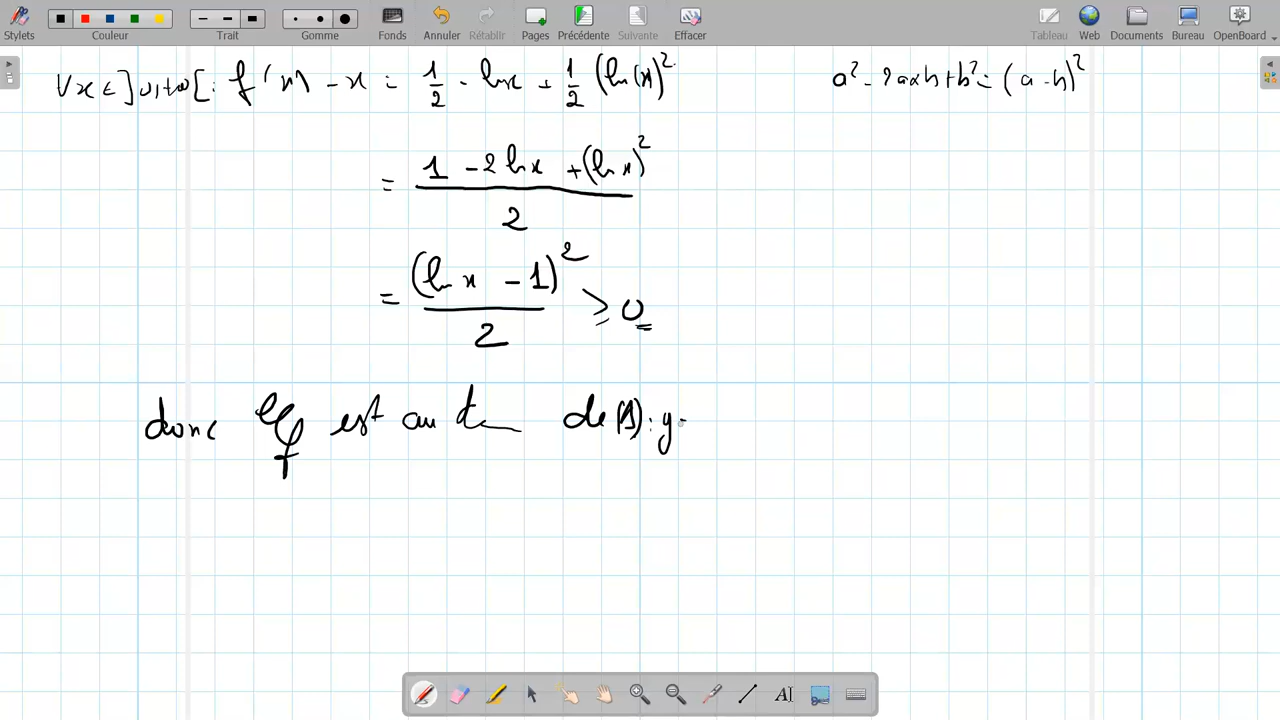 Stylets Couleur Trait Gomme Fonds Annuler Rétablir Pages Précédente Suivante Effacer Tableau Web Documents Bureau OpenBoard
∀x ∈ ]0,+∞[ : f(x) - x = 1/2 - ln x + 1/2 (ln(x))²
a² - 2a×b + b² = (a - b)²
= (1 - 2 ln x + (ln x)²) / 2
= (ln x - 1)² / 2 ≥ 0
donc Cf est au de (Δ) : y =